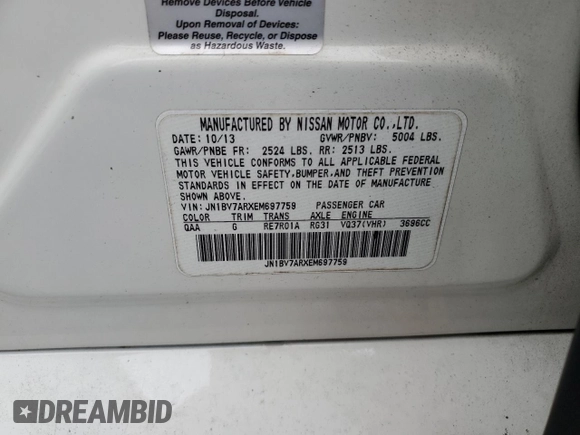 Remove Devices Before Vehicle
Disposal.
Upon Removal of Devices:
Please Reuse, Recycle, or Dispose
as Hazardous Waste.
MANUFACTURED BY NISSAN MOTOR CO.,LTD.
DATE: 10/13 GVWR/PNBV: 5004 LBS.
GAWR/PNBE FR: 2524 LBS. RR: 2513 LBS.
THIS VEHICLE CONFORMS TO ALL APPLICABLE FEDERAL
MOTOR VEHICLE SAFETY,BUMPER,AND THEFT PREVENTION
STANDARDS IN EFFECT ON THE DATE OF MANUFACTURE
SHOWN ABOVE.
VIN: JN1BV7ARXEM697759 PASSENGER CAR
COLOR TRIM TRANS AXLE ENGINE
QAA G RE7R01A RG31 VQ37(VHR) 3696CC
JN1BV7ARXEM697759
DREAMBID